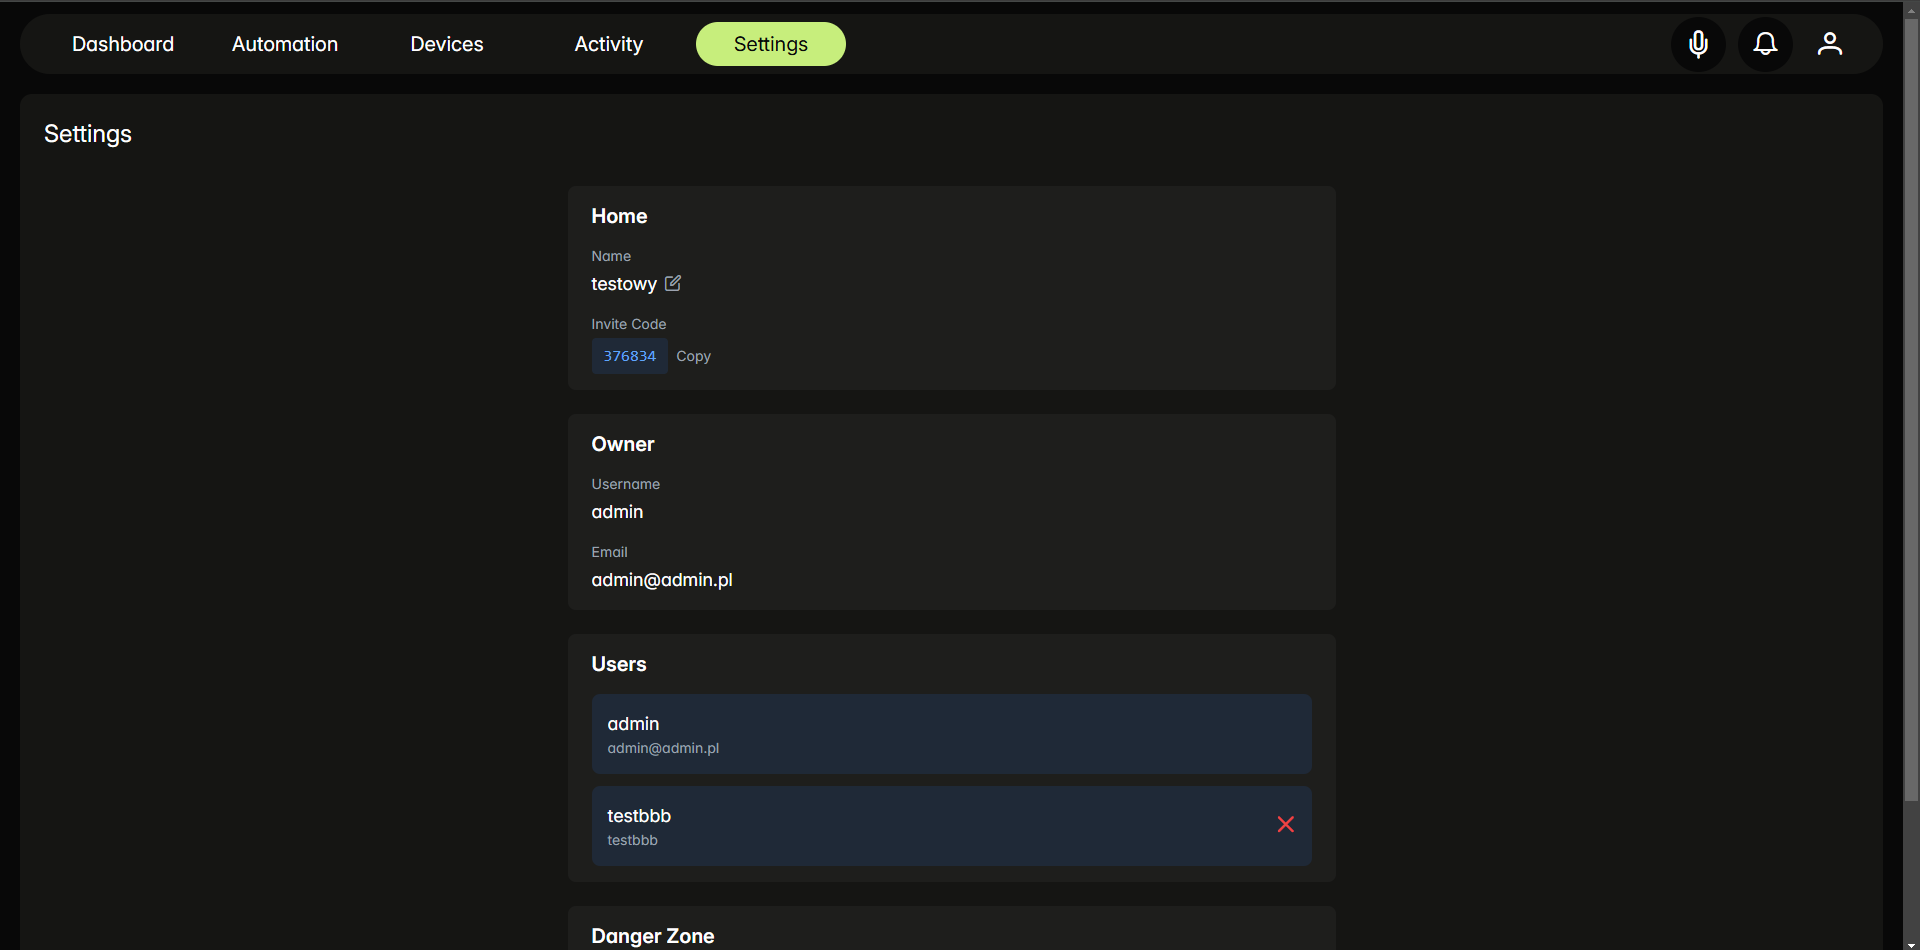 Dashboard Automation Devices Activity Settings
Settings
Home
Name
testowy
Invite Code
376834 Copy
Owner
Username
admin
Email
admin@admin.pl
Users
admin
admin@admin.pl
testbbb
testbbb
Danger Zone